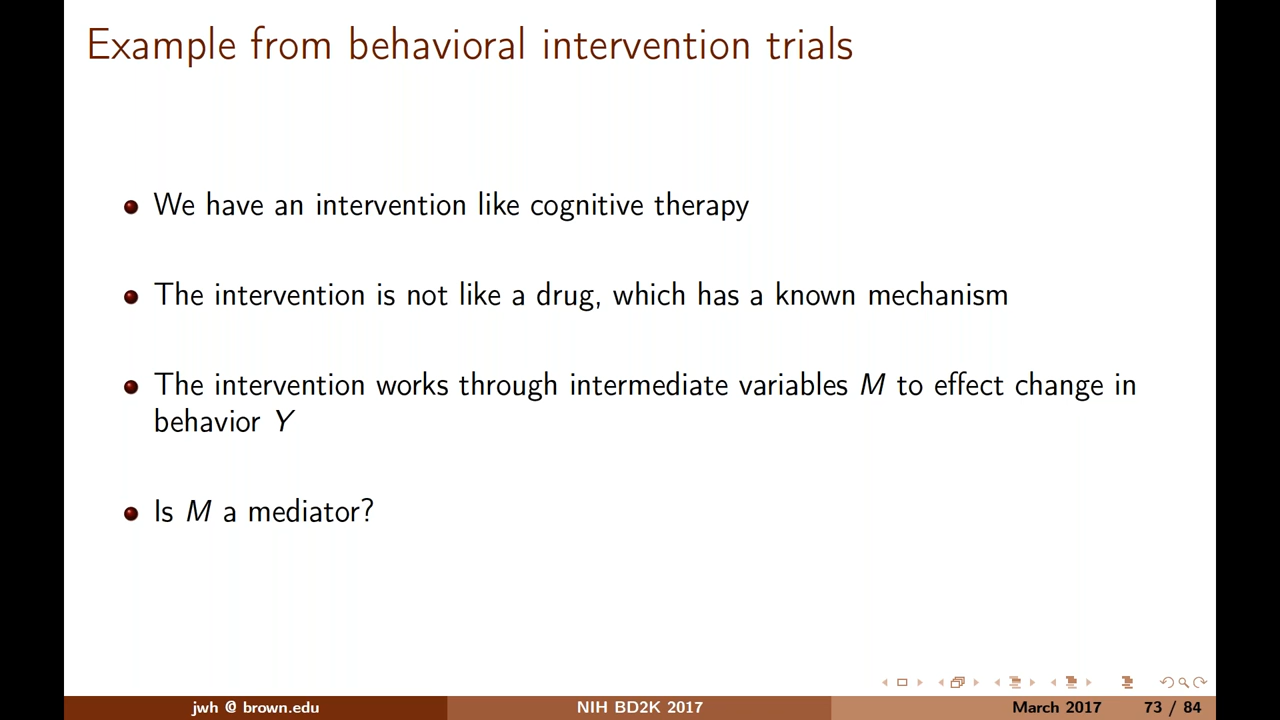 Example from behavioral intervention trials
We have an intervention like cognitive therapy
The intervention is not like a drug, which has a known mechanism
The intervention works through intermediate variables M to effect change in
behavior Y
Is M a mediator?
jwh @ brown.edu NIH BD2K 2017 March 2017 73 / 84